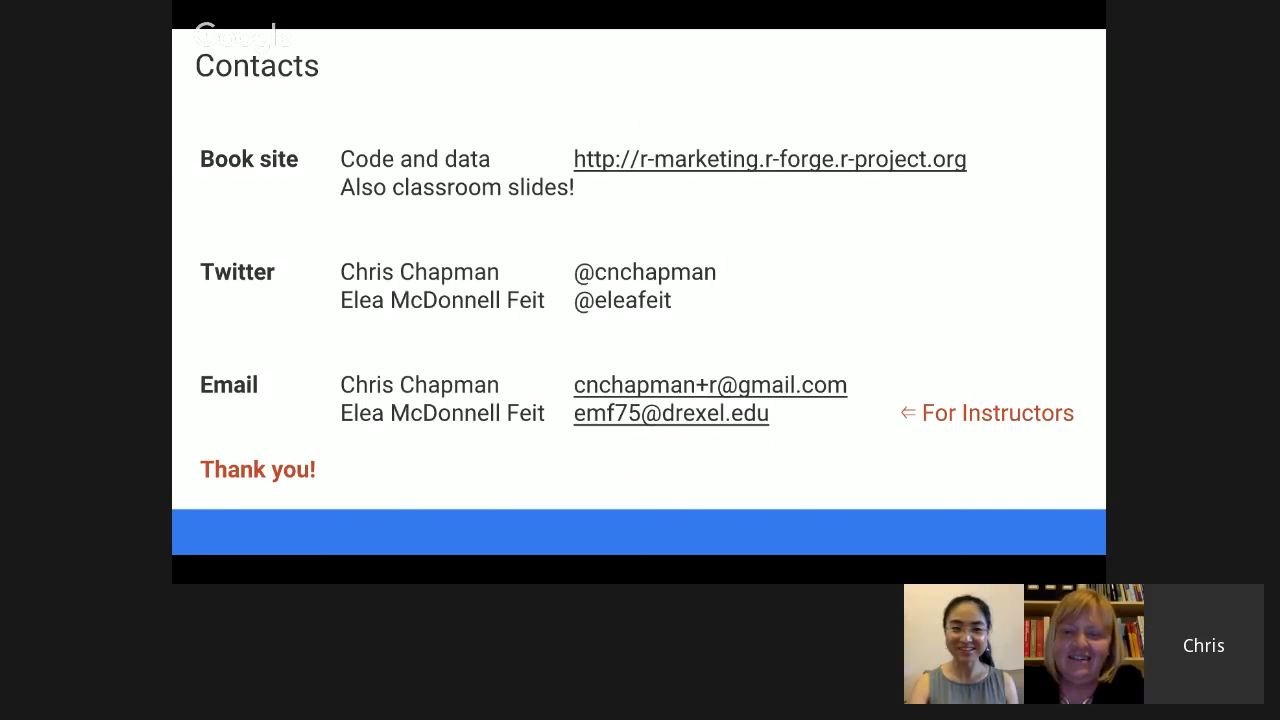 Google
Contacts
Book site Code and data http://r-marketing.r-forge.r-project.org
Also classroom slides!
Twitter Chris Chapman @cnchapman
Elea McDonnell Feit @eleafeit
Email Chris Chapman cnchapman+r@gmail.com
Elea McDonnell Feit emf75@drexel.edu ⇐ For Instructors
Thank you!
Chris